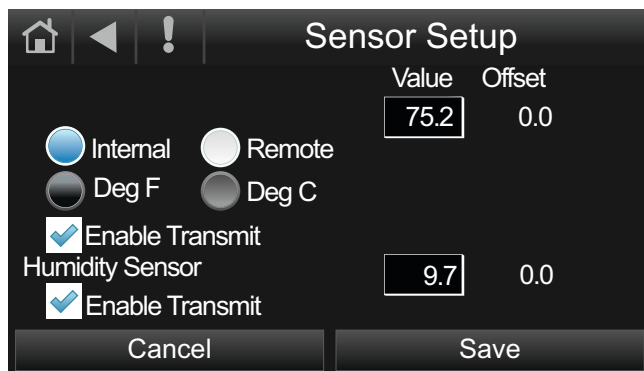 Sensor Setup
Value Offset
75.2 0.0
Internal Remote
Deg F Deg C
Enable Transmit
Humidity Sensor
9.7 0.0
Enable Transmit
Cancel Save